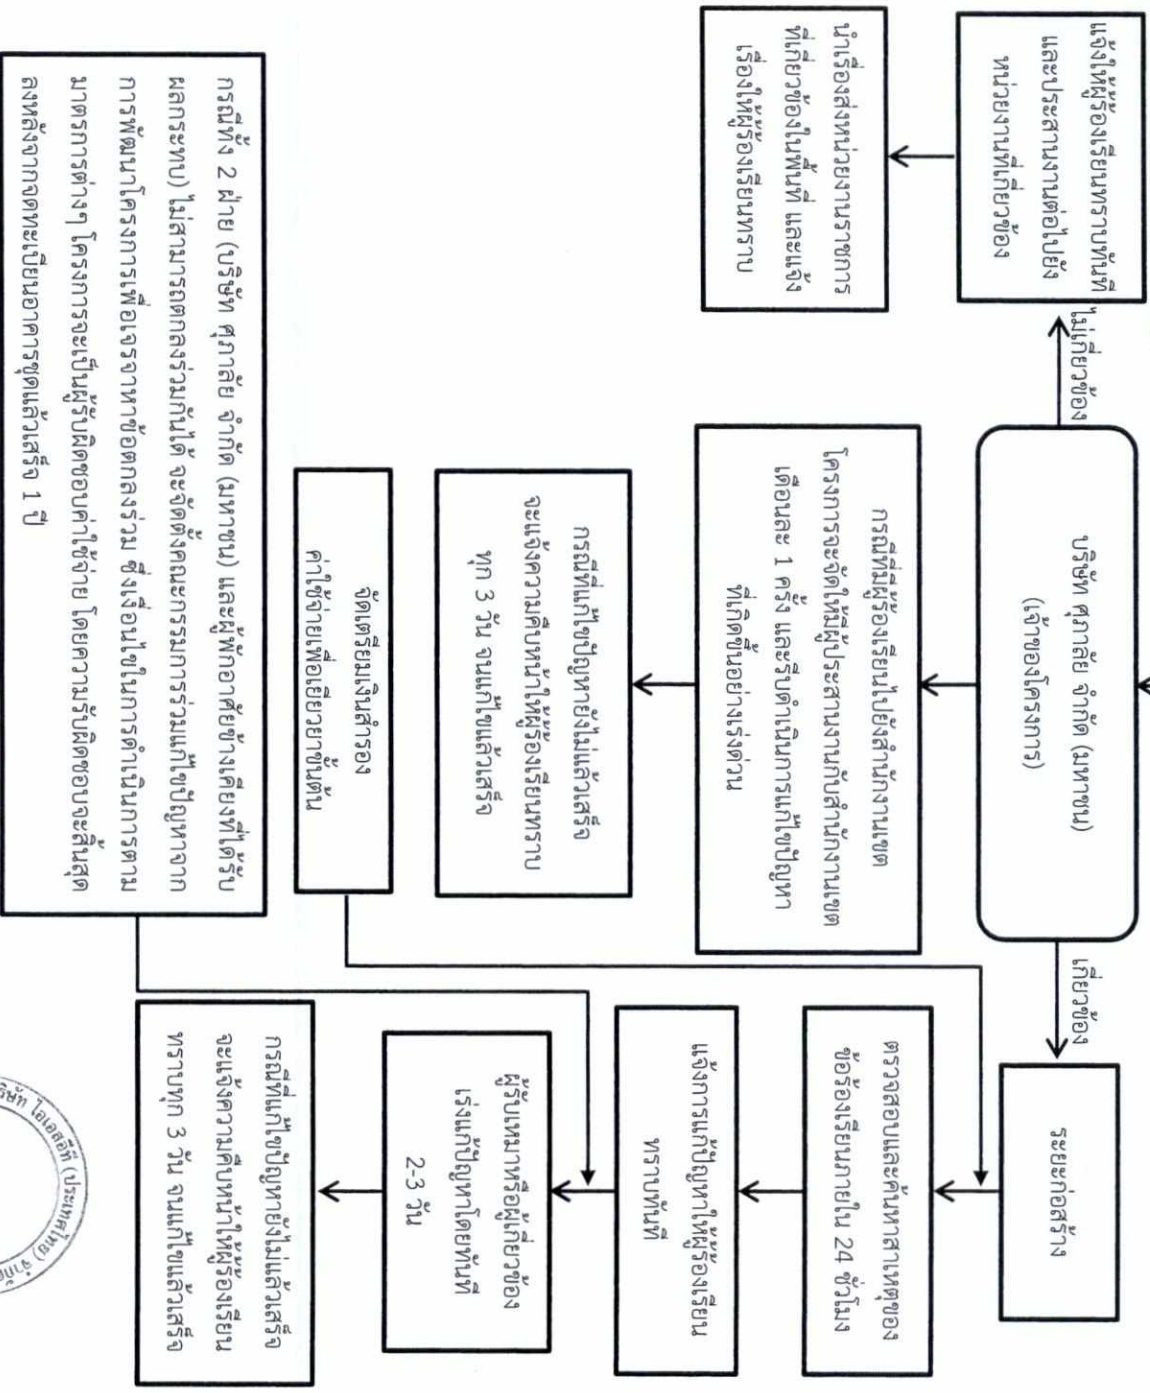 บริษัท ศุภาลัย จำกัด (มหาชน)
(เจ้าของโครงการ)
ไม่เกี่ยวข้อง
เกี่ยวข้อง
แจ้งให้ผู้ร้องเรียนทราบทันที
และประสานงานต่อไปยัง
หน่วยงานที่เกี่ยวข้อง
นำเรื่องส่งหน่วยงานราชการ
ที่เกี่ยวข้องในพื้นที่ และแจ้ง
เรื่องให้ผู้ร้องเรียนทราบ
กรณีที่มีผู้ร้องเรียนไปยังสำนักงานเขต
โครงการจะจัดให้มีผู้ประสานงานกับสำนักงานเขต
เดือนละ 1 ครั้ง และรีบดำเนินการแก้ไขปัญหา
ที่เกิดขึ้นอย่างเร่งด่วน
กรณีที่แก้ไขปัญหายังไม่แล้วเสร็จ
จะแจ้งความคืบหน้าให้ผู้ร้องเรียนทราบ
ทุก 3 วัน จนแก้ไขแล้วเสร็จ
ระยะก่อสร้าง
ตรวจสอบและค้นหาสาเหตุของ
ข้อร้องเรียนภายใน 24 ชั่วโมง
แจ้งการแก้ปัญหาให้ผู้ร้องเรียน
ทราบทันที
ผู้รับเหมาหรือผู้เกี่ยวข้อง
เร่งแก้ปัญหาโดยทันที
2-3 วัน
กรณีที่แก้ไขปัญหายังไม่แล้วเสร็จ
จะแจ้งความคืบหน้าให้ผู้ร้องเรียน
ทราบทุก 3 วัน จนแก้ไขแล้วเสร็จ
จัดเตรียมเงินสำรอง
ค่าใช้จ่ายเพื่อเยียวยาขั้นต้น
กรณีทั้ง 2 ฝ่าย (บริษัท ศุภาลัย จำกัด (มหาชน) และผู้พักอาศัยข้างเคียงที่ได้รับ
ผลกระทบ) ไม่สามารถตกลงร่วมกันได้ จะจัดตั้งคณะกรรมการร่วมแก้ไขปัญหาจาก
การพัฒนาโครงการเพื่อเจรจาหาข้อตกลงร่วม ซึ่งเงื่อนไขในการดำเนินการตาม
มาตรการต่างๆ โครงการจะเป็นผู้รับผิดชอบค่าใช้จ่าย โดยความรับผิดชอบจะสิ้นสุด
ลงหลังจากจดทะเบียนอาคารชุดแล้วเสร็จ 1 ปี
ไอเอสอีที (ประเทศไทย)